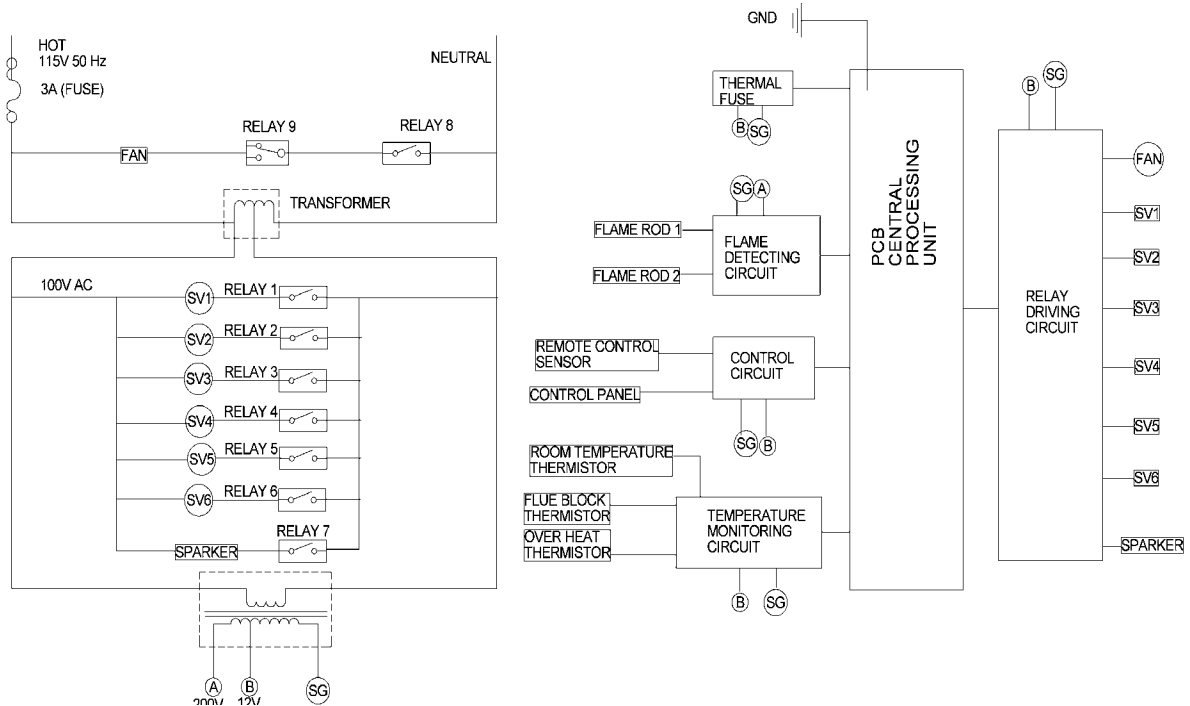 HOT
115V 50 Hz
3A (FUSE)
NEUTRAL
RELAY 9
RELAY 8
FAN
TRANSFORMER
100V AC
SV1
RELAY 1
SV2
RELAY 2
SV3
RELAY 3
SV4
RELAY 4
SV5
RELAY 5
SV6
RELAY 6
SPARKER
RELAY 7
A
200V
B
12V
SG
GND
THERMAL
FUSE
B
SG
SG
A
FLAME ROD 1
FLAME ROD 2
FLAME
DETECTING
CIRCUIT
REMOTE CONTROL
SENSOR
CONTROL PANEL
CONTROL
CIRCUIT
SG
B
ROOM TEMPERATURE
THERMISTOR
FLUE BLOCK
THERMISTOR
OVER HEAT
THERMISTOR
TEMPERATURE
MONITORING
CIRCUIT
B
SG
PCB
CENTRAL
PROCESSING
UNIT
B
SG
RELAY
DRIVING
CIRCUIT
FAN
SV1
SV2
SV3
SV4
SV5
SV6
SPARKER